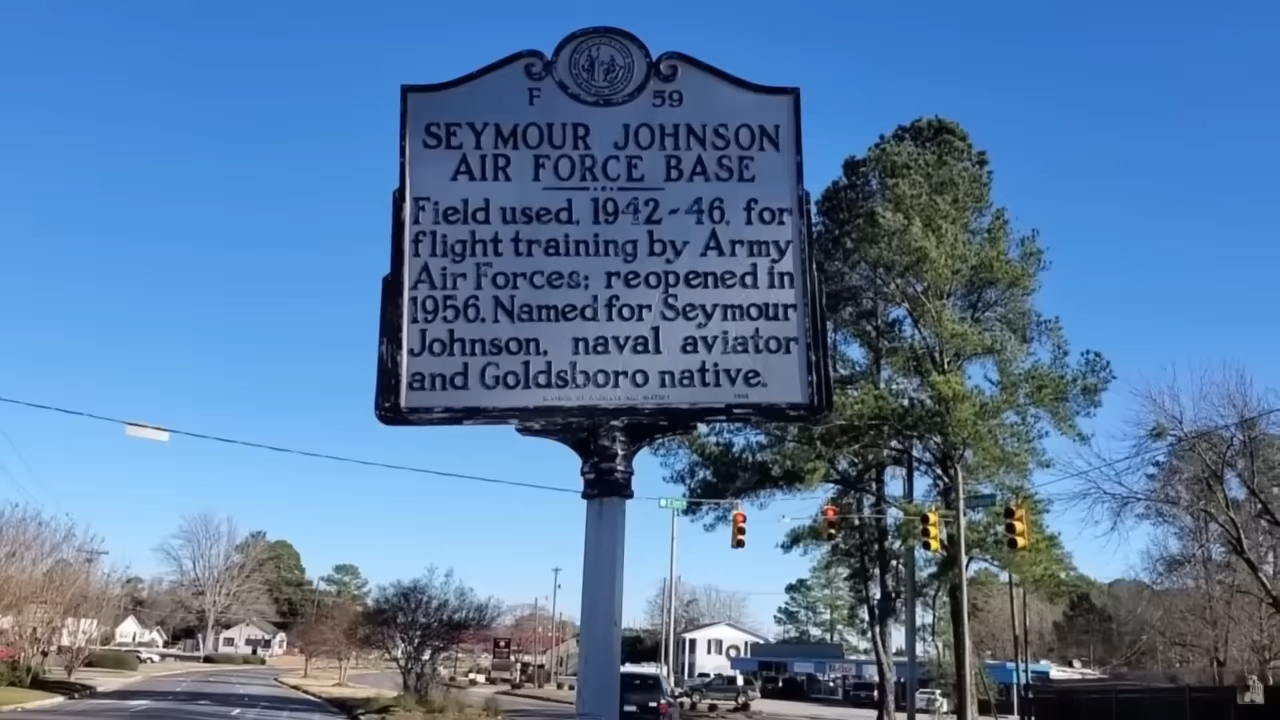 F 59
SEYMOUR JOHNSON
AIR FORCE BASE
Field used, 1942-46, for
flight training by Army
Air Forces; reopened in
1956. Named for Seymour
Johnson, naval aviator
and Goldsboro native.